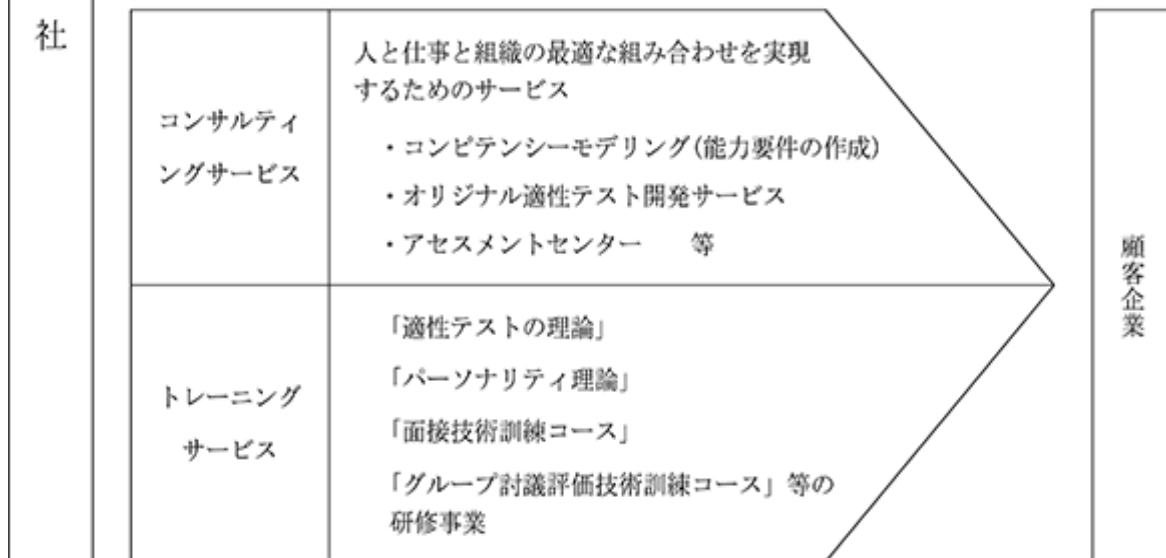 社
コンサルティ
ングサービス
人と仕事と組織の最適な組み合わせを実現
するためのサービス
・コンピテンシーモデリング(能力要件の作成)
・オリジナル適性テスト開発サービス
・アセスメントセンター　　等
トレーニング
サービス
「適性テストの理論」
「パーソナリティ理論」
「面接技術訓練コース」
「グループ討議評価技術訓練コース」等の
研修事業
顧客企業